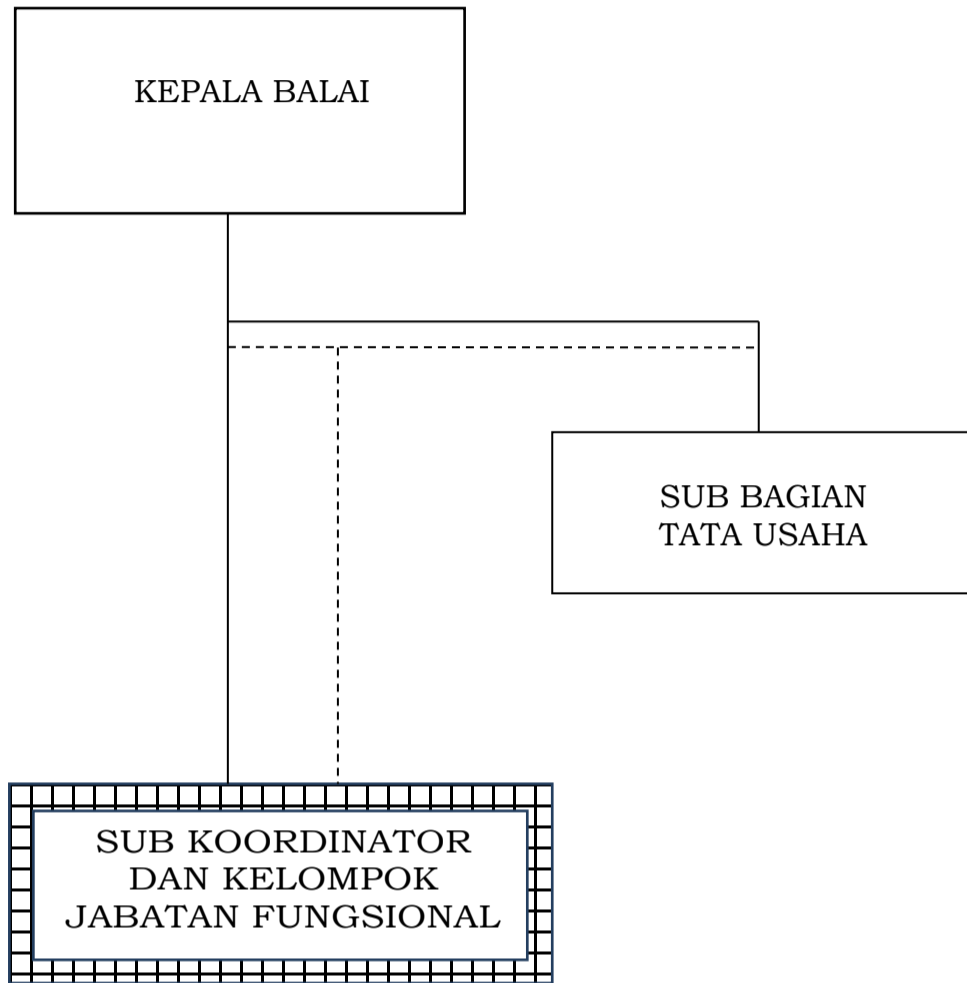 KEPALA BALAI
SUB BAGIAN
TATA USAHA
SUB KOORDINATOR
DAN KELOMPOK
JABATAN FUNGSIONAL